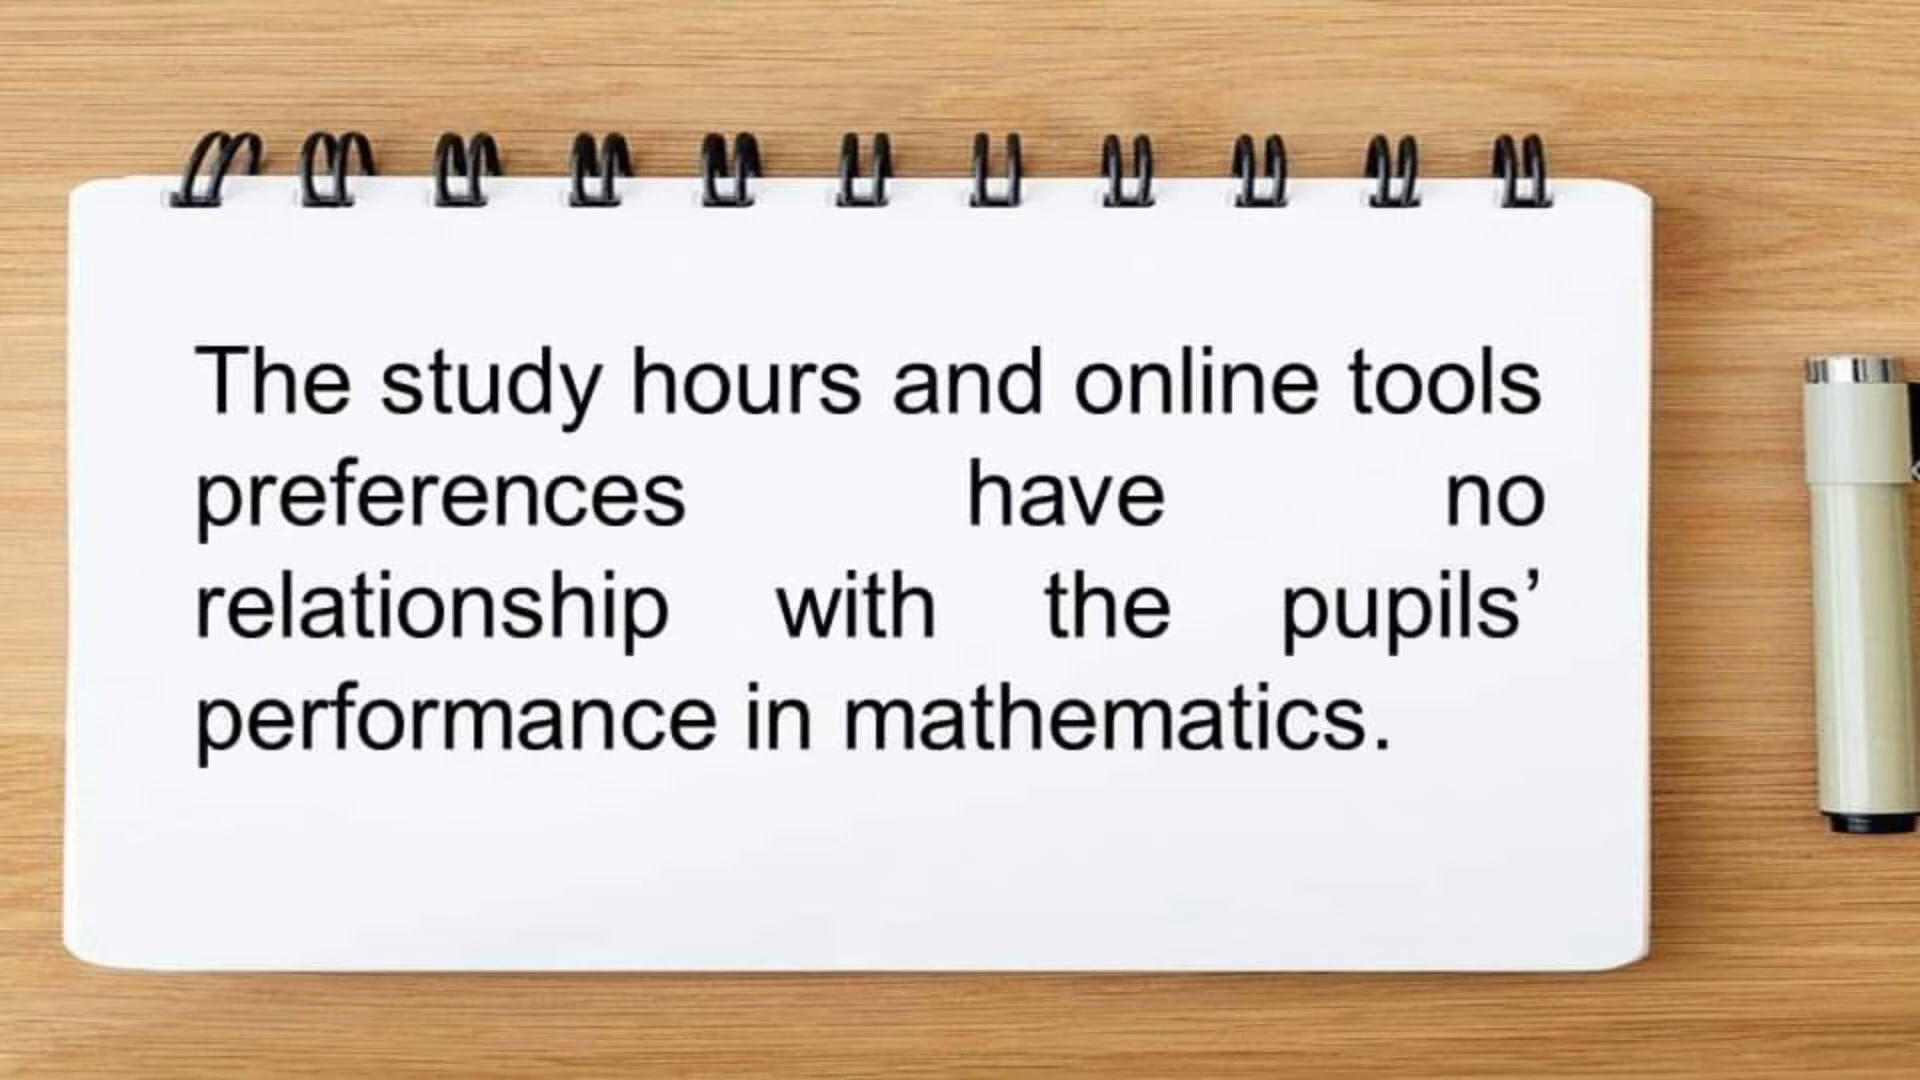 The study hours and online tools
preferences have no
relationship with the pupils’
performance in mathematics.